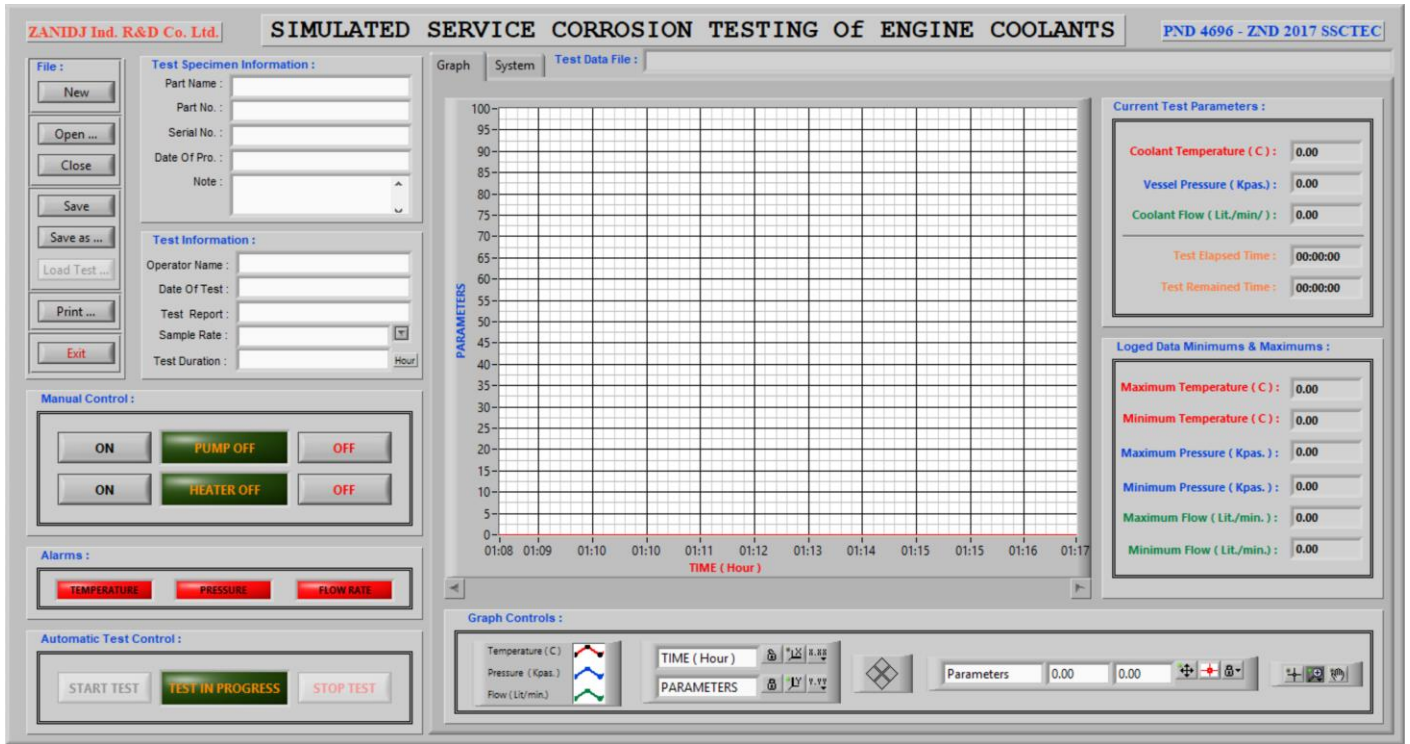 ZANIDJ Ind. R&D Co. Ltd.
SIMULATED SERVICE CORROSION TESTING Of ENGINE COOLANTS
PND 4696 - ZND 2017 SSCTEC
File :
New
Open ...
Close
Save
Save as ...
Load Test ...
Print ...
Exit
Test Specimen Information :
Part Name :
Part No. :
Serial No. :
Date Of Pro. :
Note :
Test Information :
Operator Name :
Date Of Test :
Test Report :
Sample Rate :
Test Duration : Hour
Manual Control :
ON PUMP OFF OFF
ON HEATER OFF OFF
Alarms :
TEMPERATURE PRESSURE FLOW RATE
Automatic Test Control :
START TEST TEST IN PROGRESS STOP TEST
Graph System Test Data File :
PARAMETERS
100
95
90
85
80
75
70
65
60
55
50
45
40
35
30
25
20
15
10
5
0
01:08 01:09 01:10 01:10 01:11 01:12 01:13 01:14 01:15 01:15 01:16 01:17
TIME ( Hour )
Current Test Parameters :
Coolant Temperature ( C ) : 0.00
Vessel Pressure ( Kpas.) : 0.00
Coolant Flow ( Lit./min/ ) : 0.00
Test Elapsed Time : 00:00:00
Test Remained Time : 00:00:00
Loged Data Minimums & Maximums :
Maximum Temperature ( C ) : 0.00
Minimum Temperature ( C ) : 0.00
Maximum Pressure ( Kpas. ) : 0.00
Minimum Pressure ( Kpas. ) : 0.00
Maximum Flow ( Lit./min. ) : 0.00
Minimum Flow ( Lit./min.) : 0.00
Graph Controls :
Temperature ( C )
Pressure ( Kpas. )
Flow ( Lit/min.)
TIME ( Hour ) X X.XX
PARAMETERS Y Y.YY
Parameters 0.00 0.00